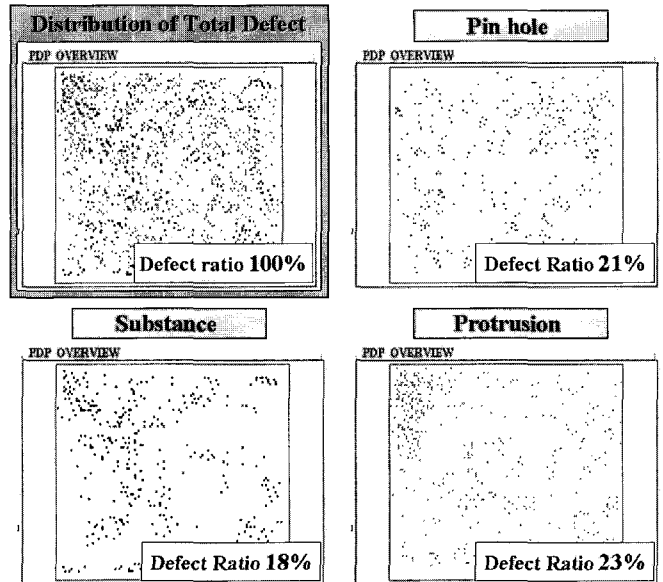 Distribution of Total Defect
PDP OVERVIEW
Defect ratio 100%
Pin hole
PDP OVERVIEW
Defect Ratio 21%
Substance
PDP OVERVIEW
Defect Ratio 18%
Protrusion
PDP OVERVIEW
Defect Ratio 23%